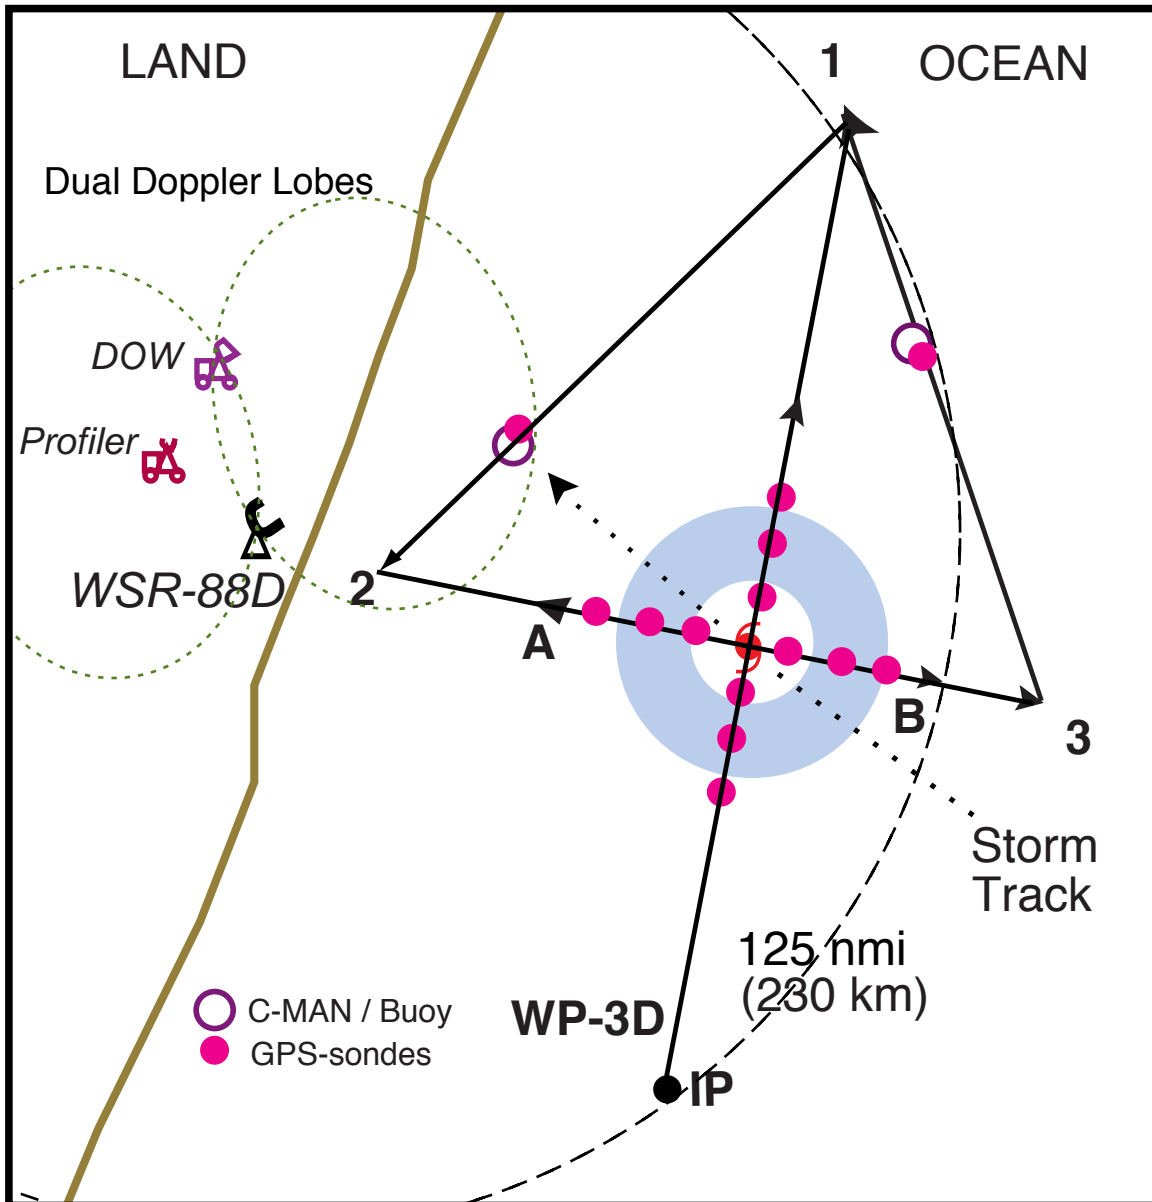 LAND
1
OCEAN
Dual Doppler Lobes
DOW
Profiler
WSR-88D
2
A
B
3
Storm
Track
125 nmi
(230 km)
C-MAN / Buoy
WP-3D
GPS-sondes
IP